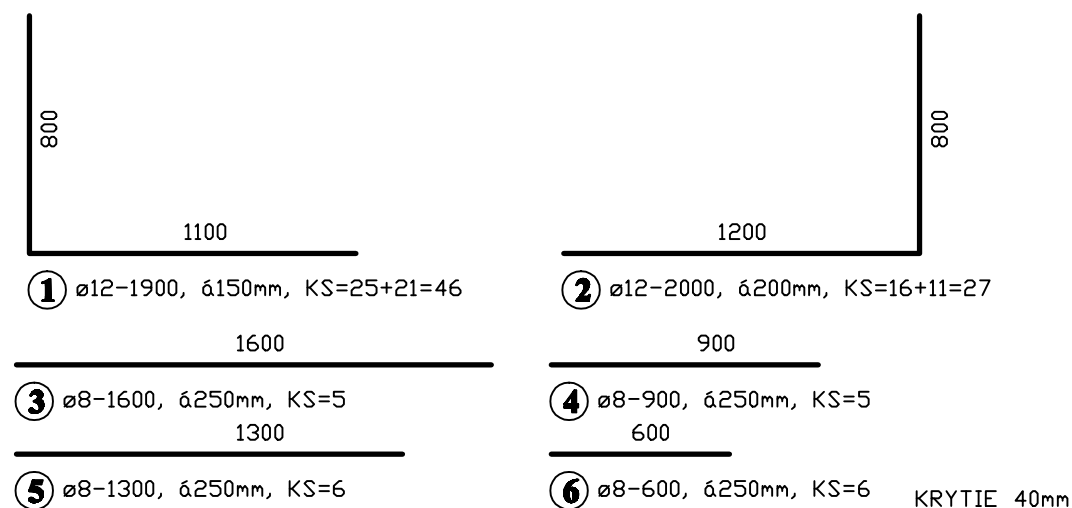 800
1100
1 ø12-1900, á150mm, KS=25+21=46
800
1200
2 ø12-2000, á200mm, KS=16+11=27
1600
3 ø8-1600, á250mm, KS=5
900
4 ø8-900, á250mm, KS=5
1300
5 ø8-1300, á250mm, KS=6
600
6 ø8-600, á250mm, KS=6
KRYTIE 40mm